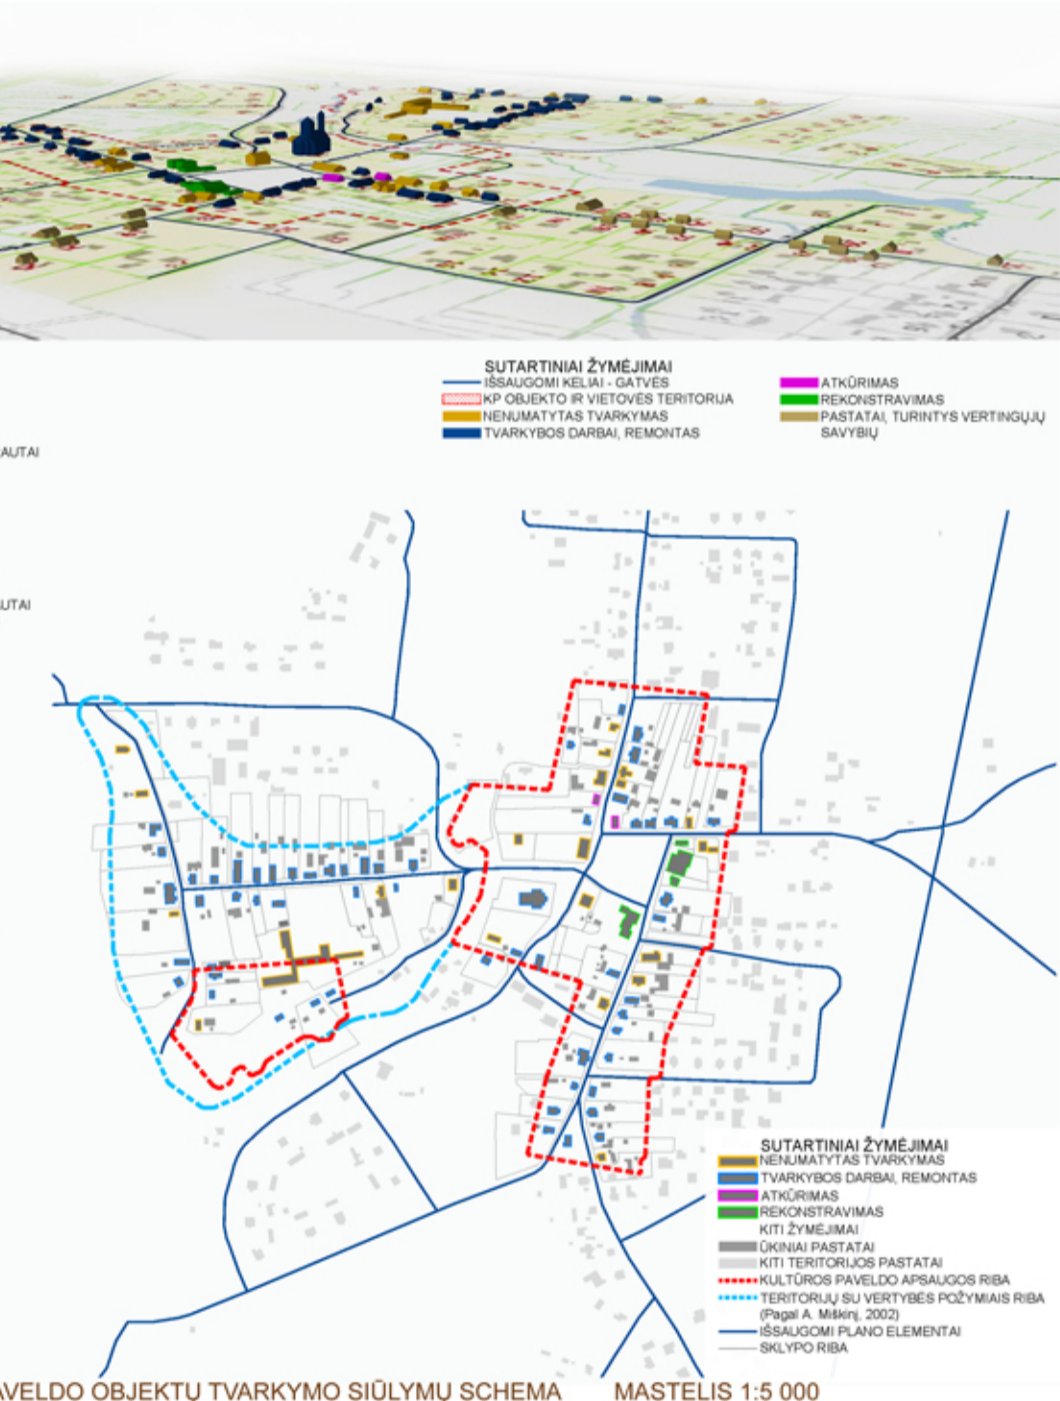 SUTARTINIAI ŽYMĖJIMAI
IŠSAUGOMI KELIAI - GATVĖS
KP OBJEKTO IR VIETOVĖS TERITORIJA
NENUMATYTAS TVARKYMAS
TVARKYBOS DARBAI, REMONTAS
ATKŪRIMAS
REKONSTRAVIMAS
PASTATAI, TURINTYS VERTINGŲJŲ
SAVYBIŲ
AUTAI
UTAI
SUTARTINIAI ŽYMĖJIMAI
NENUMATYTAS TVARKYMAS
TVARKYBOS DARBAI, REMONTAS
ATKŪRIMAS
REKONSTRAVIMAS
KITI ŽYMĖJIMAI
ŪKINIAI PASTATAI
KITI TERITORIJOS PASTATAI
KULTŪROS PAVELDO APSAUGOS RIBA
TERITORIJŲ SU VERTYBĖS POŽYMIAIS RIBA
(Pagal A. Miškinį, 2002)
IŠSAUGOMI PLANO ELEMENTAI
SKLYPO RIBA
AVELDO OBJEKTŲ TVARKYMO SIŪLYMŲ SCHEMA MASTELIS 1:5 000